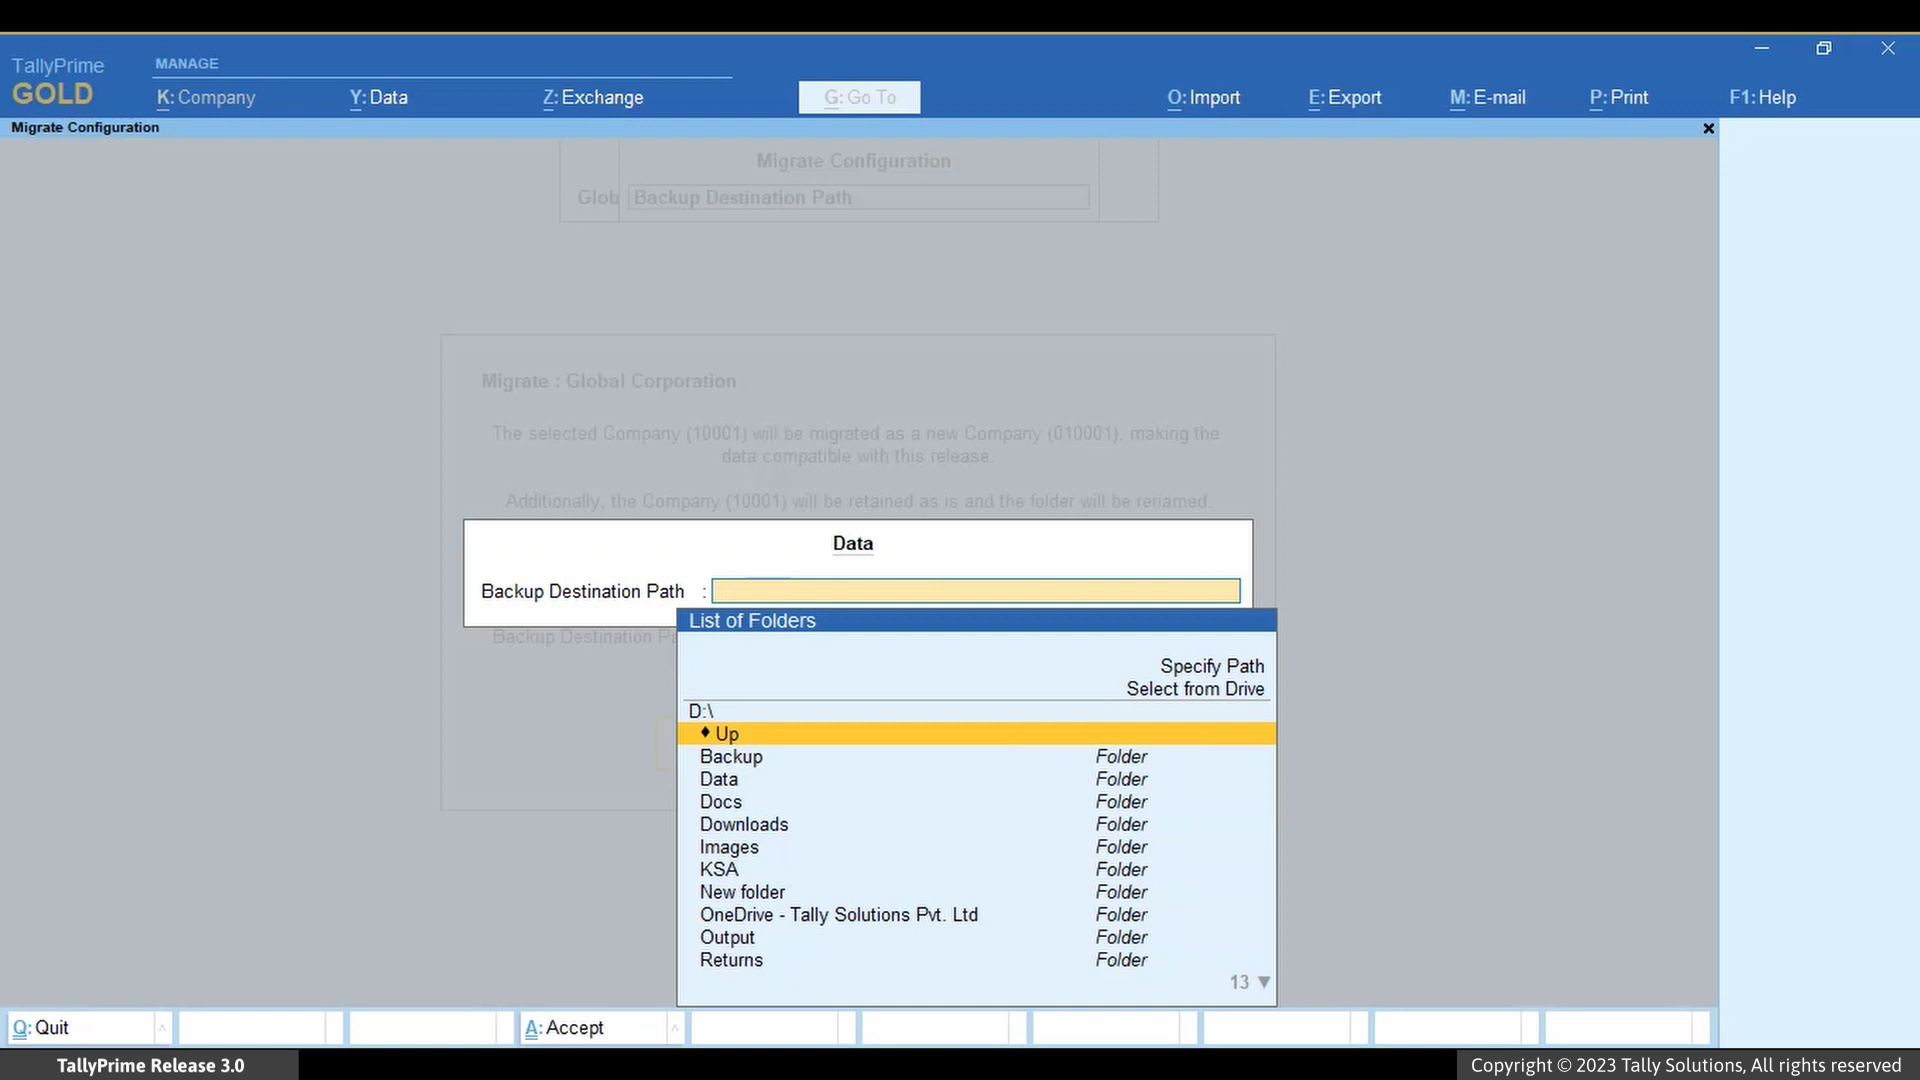 TallyPrime
GOLD
MANAGE
K: Company
Y: Data
Z: Exchange
G: Go To
O: Import
E: Export
M: E-mail
P: Print
F1: Help
Migrate Configuration
Migrate Configuration
Glob
Backup Destination Path
Migrate : Global Corporation
The selected Company (10001) will be migrated as a new Company (010001), making the
data compatible with this release.
Additionally, the Company (10001) will be retained as is and the folder will be renamed.
Data
Backup Destination Path :
List of Folders
Backup Destination Pa
Specify Path
Select from Drive
D:\
♦ Up
Backup Folder
Data Folder
Docs Folder
Downloads Folder
Images Folder
KSA Folder
New folder Folder
OneDrive - Tally Solutions Pvt. Ltd Folder
Output Folder
Returns Folder
13 ▼
Q: Quit
A: Accept
TallyPrime Release 3.0
Copyright © 2023 Tally Solutions, All rights reserved